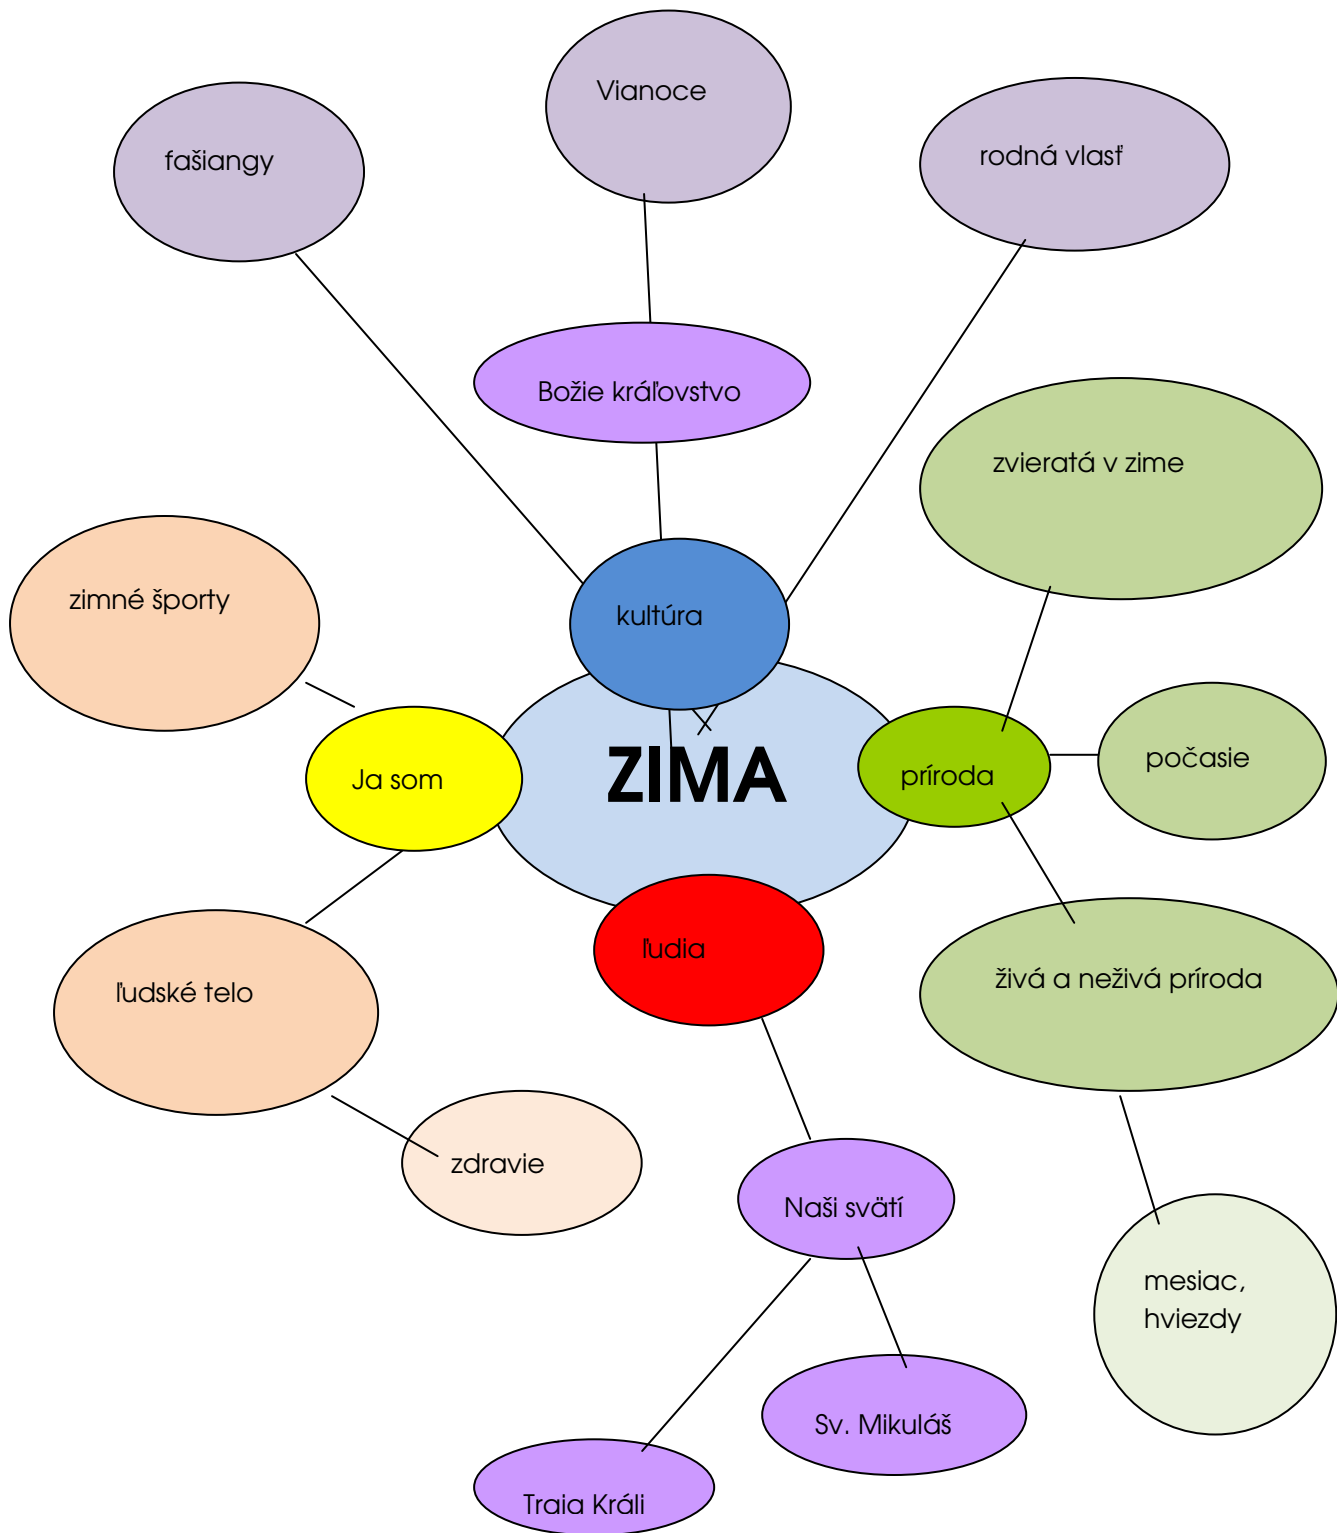 Vianoce
fašiangy
rodná vlasť
Božie kráľovstvo
zvieratá v zime
zimné športy
kultúra
ZIMA
príroda
počasie
Ja som
ľudia
ľudské telo
živá a neživá príroda
zdravie
Naši svätí
mesiac,
hviezdy
Sv. Mikuláš
Traia Králi